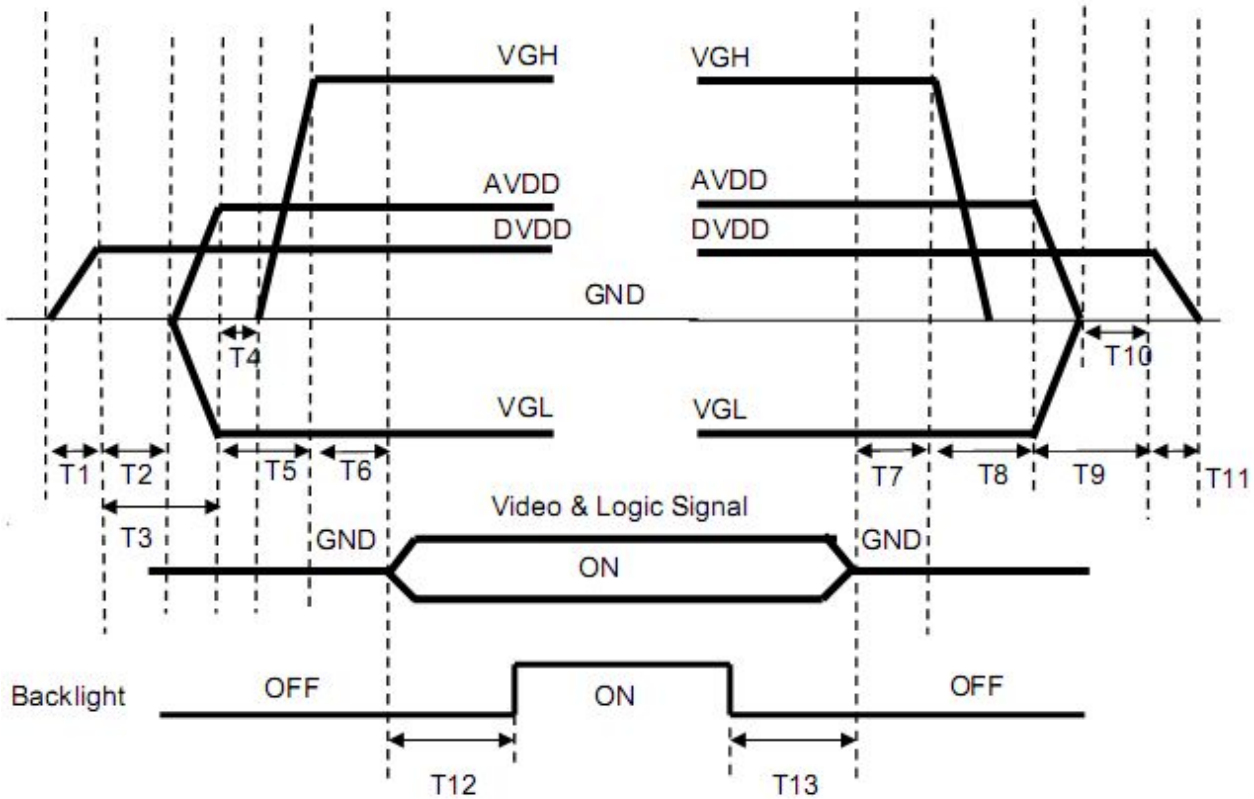 VGH VGH
AVDD AVDD
DVDD DVDD
GND
T4 T10
VGL VGL
T1 T2 T5 T6 T7 T8 T9 T11
T3
Video & Logic Signal
GND GND
ON
Backlight OFF ON OFF
T12 T13